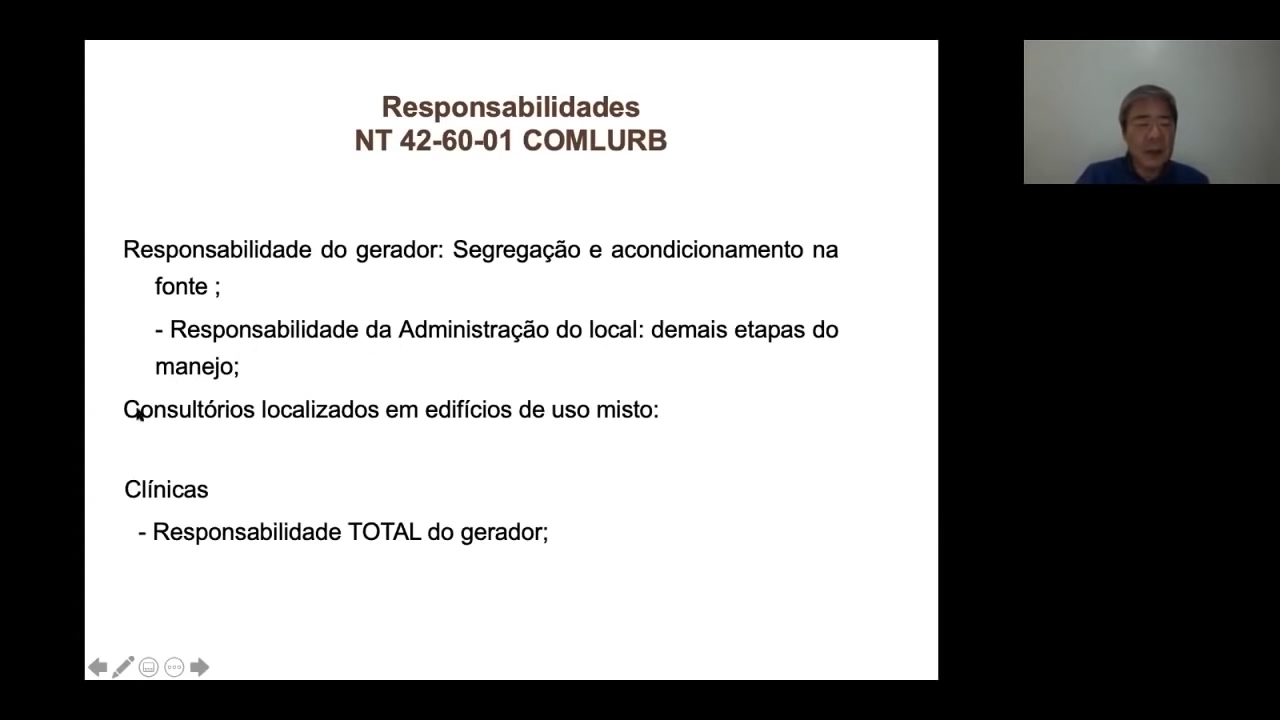 Responsabilidades
NT 42-60-01 COMLURB
Responsabilidade do gerador: Segregação e acondicionamento na
fonte ;
- Responsabilidade da Administração do local: demais etapas do
manejo;
Consultórios localizados em edifícios de uso misto:
Clínicas
- Responsabilidade TOTAL do gerador;